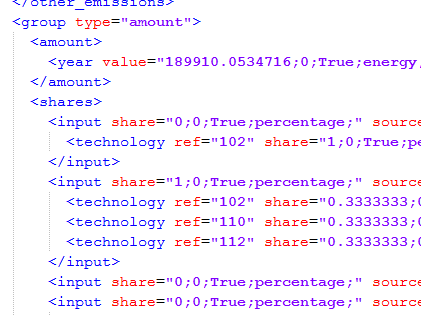 </other_emissions>
<group type="amount">
<amount>
<year value="189910.0534716;0;True;energy,
</amount>
<shares>
<input share="0;0;True;percentage;" source
<technology ref="102" share="1;0;True;pe
</input>
<input share="1;0;True;percentage;" source
<technology ref="102" share="0.3333333;0
<technology ref="110" share="0.3333333;0
<technology ref="112" share="0.3333333;0
</input>
<input share="0;0;True;percentage;" source
<input share="0;0;True;percentage;" source